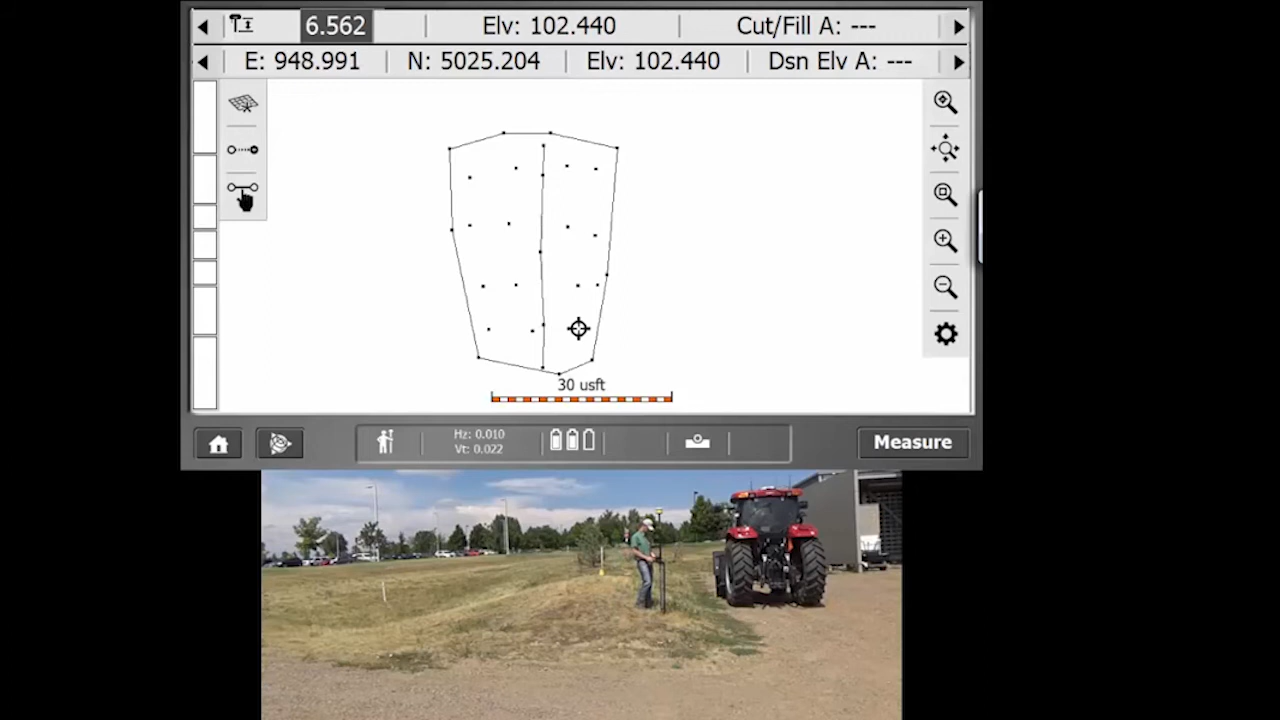 6.562 Elv: 102.440 Cut/Fill A: ---
E: 948.991 N: 5025.204 Elv: 102.440 Dsn Elv A: ---
30 usft
Hz: 0.010
Vt: 0.022
Measure